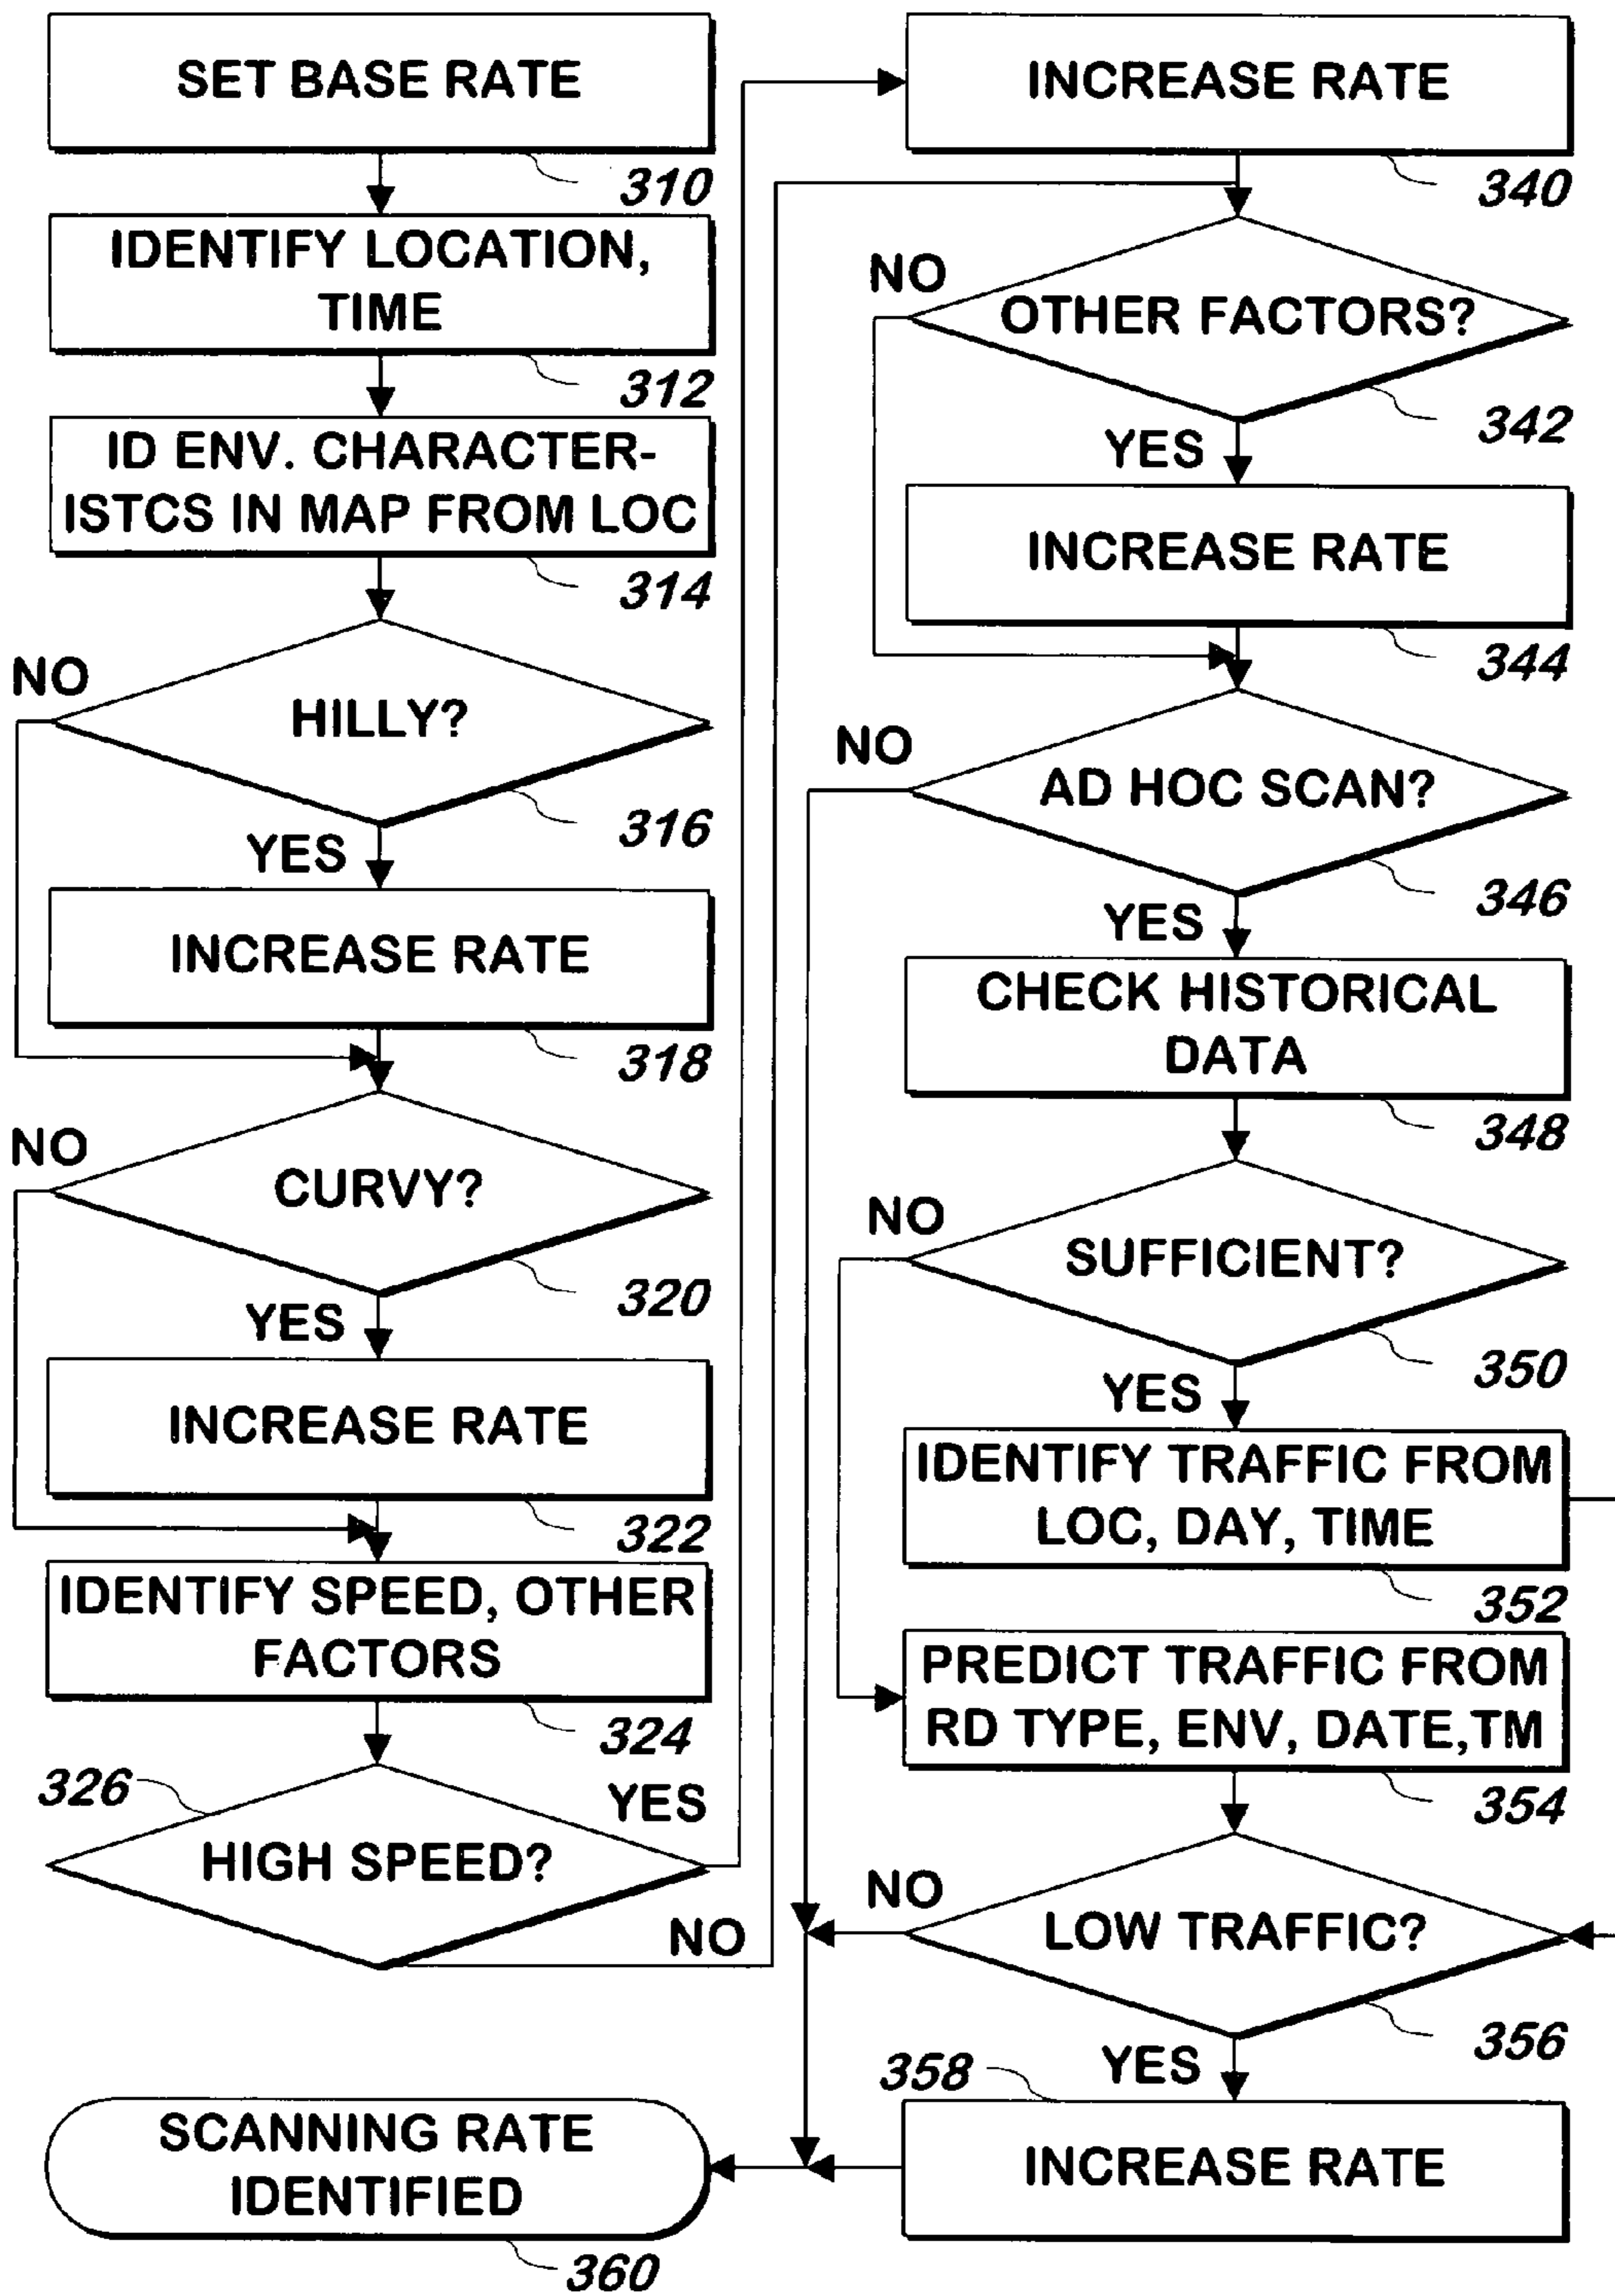 SET BASE RATE
310
IDENTIFY LOCATION,
TIME
312
ID ENV. CHARACTER-
ISTCS IN MAP FROM LOC
314
NO
HILLY?
316
YES
INCREASE RATE
318
NO
CURVY?
320
YES
INCREASE RATE
322
IDENTIFY SPEED, OTHER
FACTORS
324
326
YES
HIGH SPEED?
NO
INCREASE RATE
340
NO
OTHER FACTORS?
342
YES
INCREASE RATE
344
NO
AD HOC SCAN?
346
YES
CHECK HISTORICAL
DATA
348
NO
SUFFICIENT?
350
YES
IDENTIFY TRAFFIC FROM
LOC, DAY, TIME
352
PREDICT TRAFFIC FROM
RD TYPE, ENV, DATE,TM
354
NO
LOW TRAFFIC?
356
YES
358
INCREASE RATE
SCANNING RATE
IDENTIFIED
360